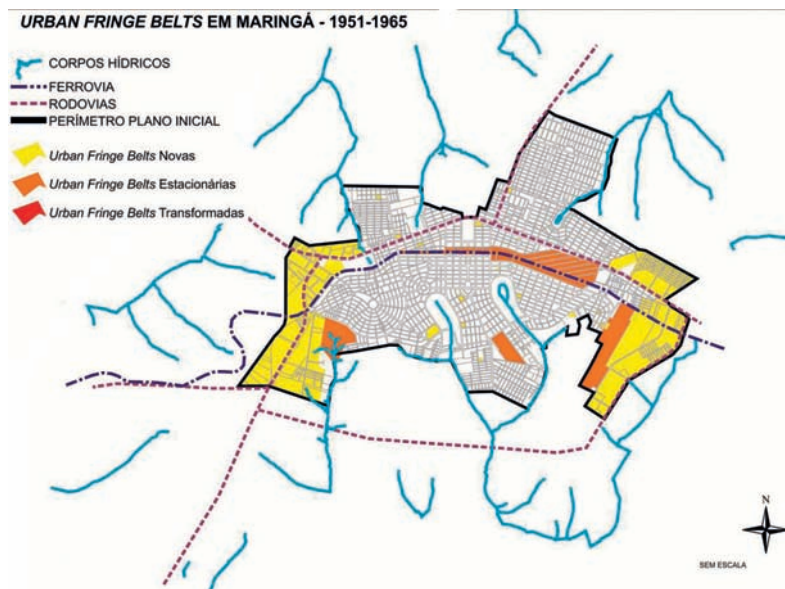 URBAN FRINGE BELTS EM MARINGÁ - 1951-1965
CORPOS HÍDRICOS
FERROVIA
RODOVIAS
PERÍMETRO PLANO INICIAL
Urban Fringe Belts Novas
Urban Fringe Belts Estacionárias
Urban Fringe Belts Transformadas
N
SEM ESCALA